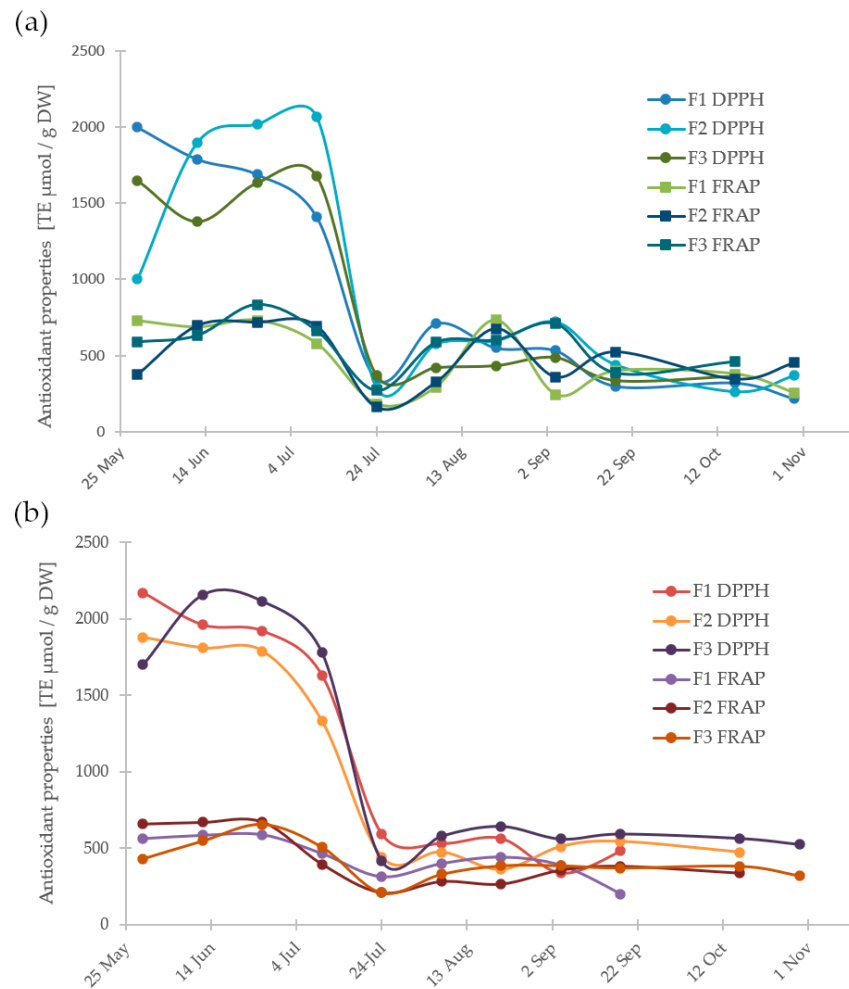 (a)
Antioxidant properties [TE μmol / g DW]
2500
2000
1500
1000
500
0
25 May
14 Jun
4 Jul
24 Jul
13 Aug
2 Sep
22 Sep
12 Oct
1 Nov
F1 DPPH
F2 DPPH
F3 DPPH
F1 FRAP
F2 FRAP
F3 FRAP
(b)
Antioxidant properties [TE μmol / g DW]
2500
2000
1500
1000
500
0
25 May
14 Jun
4 Jul
24-Jul
13 Aug
2 Sep
22 Sep
12 Oct
1 Nov
F1 DPPH
F2 DPPH
F3 DPPH
F1 FRAP
F2 FRAP
F3 FRAP